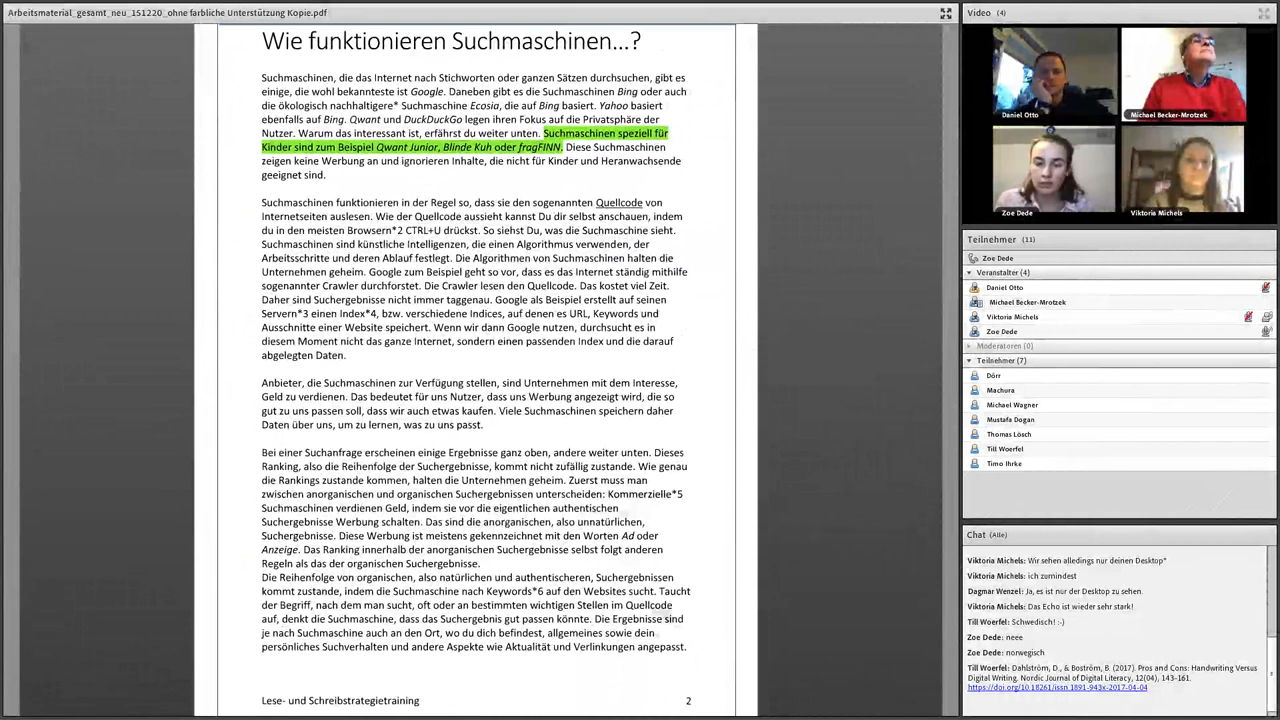 Arbeitsmaterial_gesamt_neu_151220_ohne farbliche Unterstützung Kopie.pdf
Wie funktionieren Suchmaschinen...?
Suchmaschinen, die das Internet nach Stichworten oder ganzen Sätzen durchsuchen, gibt es
einige, die wohl bekannteste ist Google. Daneben gibt es die Suchmaschinen Bing oder auch
die ökologisch nachhaltigere* Suchmaschine Ecosia, die auf Bing basiert. Yahoo basiert
ebenfalls auf Bing. Qwant und DuckDuckGo legen ihren Fokus auf die Privatsphäre der
Nutzer. Warum das interessant ist, erfährst du weiter unten. Suchmaschinen speziell für
Kinder sind zum Beispiel Qwant Junior, Blinde Kuh oder fragFINN. Diese Suchmaschinen
zeigen keine Werbung an und ignorieren Inhalte, die nicht für Kinder und Heranwachsende
geeignet sind.
Suchmaschinen funktionieren in der Regel so, dass sie den sogenannten Quellcode von
Internetseiten auslesen. Wie der Quellcode aussieht kannst Du dir selbst anschauen, indem
du in den meisten Browsern*2 CTRL+U drückst. So siehst Du, was die Suchmaschine sieht.
Suchmaschinen sind künstliche Intelligenzen, die einen Algorithmus verwenden, der
Arbeitsschritte und deren Ablauf festlegt. Die Algorithmen von Suchmaschinen halten die
Unternehmen geheim. Google zum Beispiel geht so vor, dass es das Internet ständig mithilfe
sogenannter Crawler durchforstet. Die Crawler lesen den Quellcode. Das kostet viel Zeit.
Daher sind Suchergebnisse nicht immer taggenau. Google als Beispiel erstellt auf seinen
Servern*3 einen Index*4, bzw. verschiedene Indices, auf denen es URL, Keywords und
Ausschnitte einer Website speichert. Wenn wir dann Google nutzen, durchsucht es in
diesem Moment nicht das ganze Internet, sondern einen passenden Index und die darauf
abgelegten Daten.
Anbieter, die Suchmaschinen zur Verfügung stellen, sind Unternehmen mit dem Interesse,
Geld zu verdienen. Das bedeutet für uns Nutzer, dass uns Werbung angezeigt wird, die so
gut zu uns passen soll, dass wir auch etwas kaufen. Viele Suchmaschinen speichern daher
Daten über uns, um zu lernen, was zu uns passt.
Bei einer Suchanfrage erscheinen einige Ergebnisse ganz oben, andere weiter unten. Dieses
Ranking, also die Reihenfolge der Suchergebnisse, kommt nicht zufällig zustande. Wie genau
die Rankings zustande kommen, halten die Unternehmen geheim. Zuerst muss man
zwischen anorganischen und organischen Suchergebnissen unterscheiden: Kommerzielle*5
Suchmaschinen verdienen Geld, indem sie vor die eigentlichen authentischen
Suchergebnisse Werbung schalten. Das sind die anorganischen, also unnatürlichen,
Suchergebnisse. Diese Werbung ist meistens gekennzeichnet mit den Worten Ad oder
Anzeige. Das Ranking innerhalb der anorganischen Suchergebnisse selbst folgt anderen
Regeln als das der organischen Suchergebnisse.
Die Reihenfolge von organischen, also natürlichen und authentischeren, Suchergebnissen
kommt zustande, indem die Suchmaschine nach Keywords*6 auf den Websites sucht. Taucht
der Begriff, nach dem man sucht, oft oder an bestimmten wichtigen Stellen im Quellcode
auf, denkt die Suchmaschine, dass das Suchergebnis gut passen könnte. Die Ergebnisse sind
je nach Suchmaschine auch an den Ort, wo du dich befindest, allgemeines sowie dein
persönliches Suchverhalten und andere Aspekte wie Aktualität und Verlinkungen angepasst.
Lese- und Schreibstrategietraining 2
Video (4)
Daniel Otto
Michael Becker-Mrotzek
Zoe Dede
Viktoria Michels
Teilnehmer (11)
Zoe Dede
Veranstalter (4)
Daniel Otto
Michael Becker-Mrotzek
Viktoria Michels
Zoe Dede
Moderatoren (0)
Teilnehmer (7)
Dörr
Machura
Michael Wagner
Mustafa Dogan
Thomas Lösch
Till Woerfel
Timo Ihrke
Chat (Alle)
Viktoria Michels: Wir sehen alledings nur deinen Desktop*
Viktoria Michels: ich zumindest
Dagmar Wenzel: Ja, es ist nur der Desktop zu sehen.
Viktoria Michels: Das Echo ist wieder sehr stark!
Till Woerfel: Schwedisch! :-)
Zoe Dede: neee
Zoe Dede: norwegisch
Till Woerfel: Dahlström, D., & Boström, B. (2017). Pros and Cons: Handwriting Versus
Digital Writing. Nordic Journal of Digital Literacy, 12(04), 143–161.
https://doi.org/10.18261/issn.1891-943x-2017-04-04